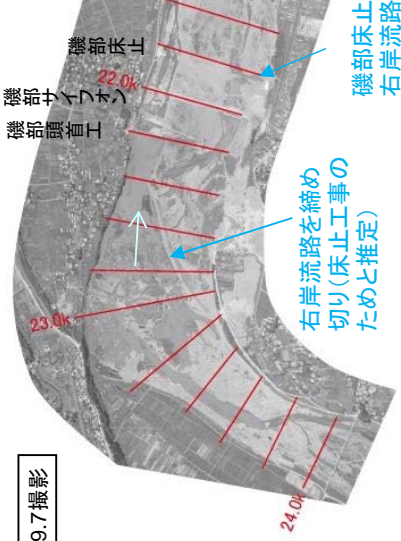 磯部床止
22.0k
磯部サイフォン
磯部頭首工
磯部床止
右岸流路
右岸流路を締め
切り(床止工事の
ためと推定)
23.0k
24.0k
9.7撮影